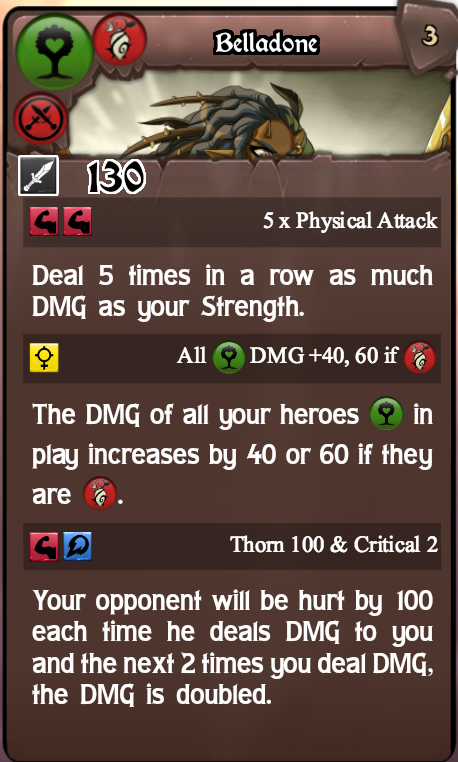 Belladone
3
130
5 x Physical Attack
Deal 5 times in a row as much
DMG as your Strength.
All DMG +40, 60 if
The DMG of all your heroes in
play increases by 40 or 60 if they
are .
Thorn 100 & Critical 2
Your opponent will be hurt by 100
each time he deals DMG to you
and the next 2 times you deal DMG,
the DMG is doubled.